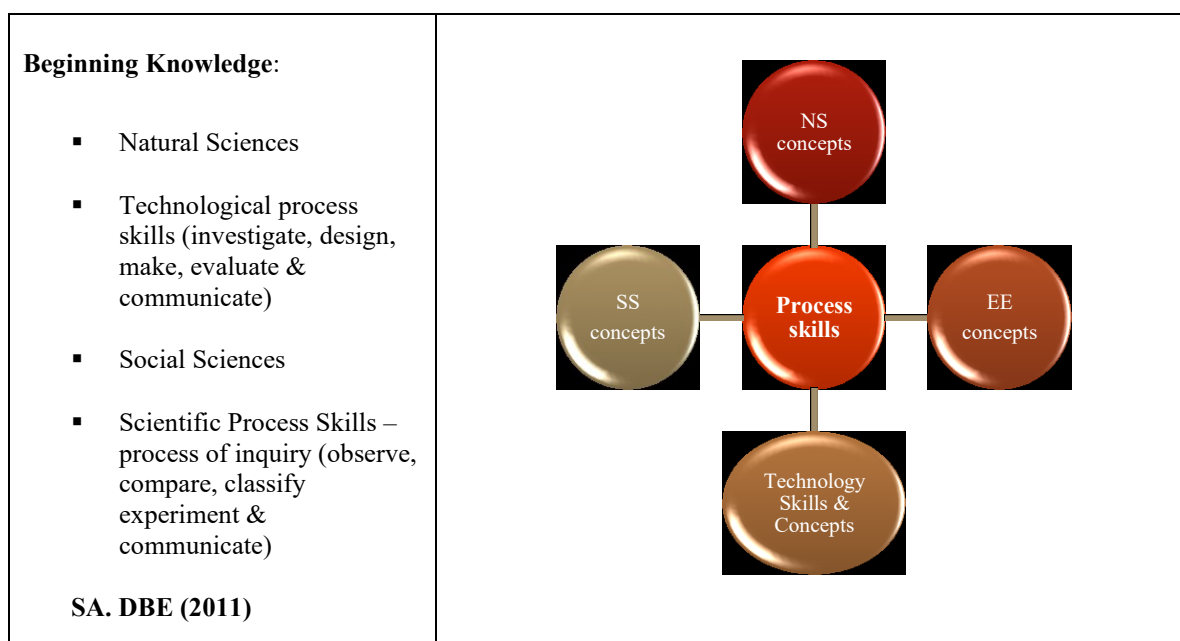 Beginning Knowledge:
▪ Natural Sciences
▪ Technological process
skills (investigate, design,
make, evaluate &
communicate)
▪ Social Sciences
▪ Scientific Process Skills –
process of inquiry (observe,
compare, classify
experiment &
communicate)
SA. DBE (2011)
NS
concepts
SS
concepts
Process
skills
EE
concepts
Technology
Skills &
Concepts